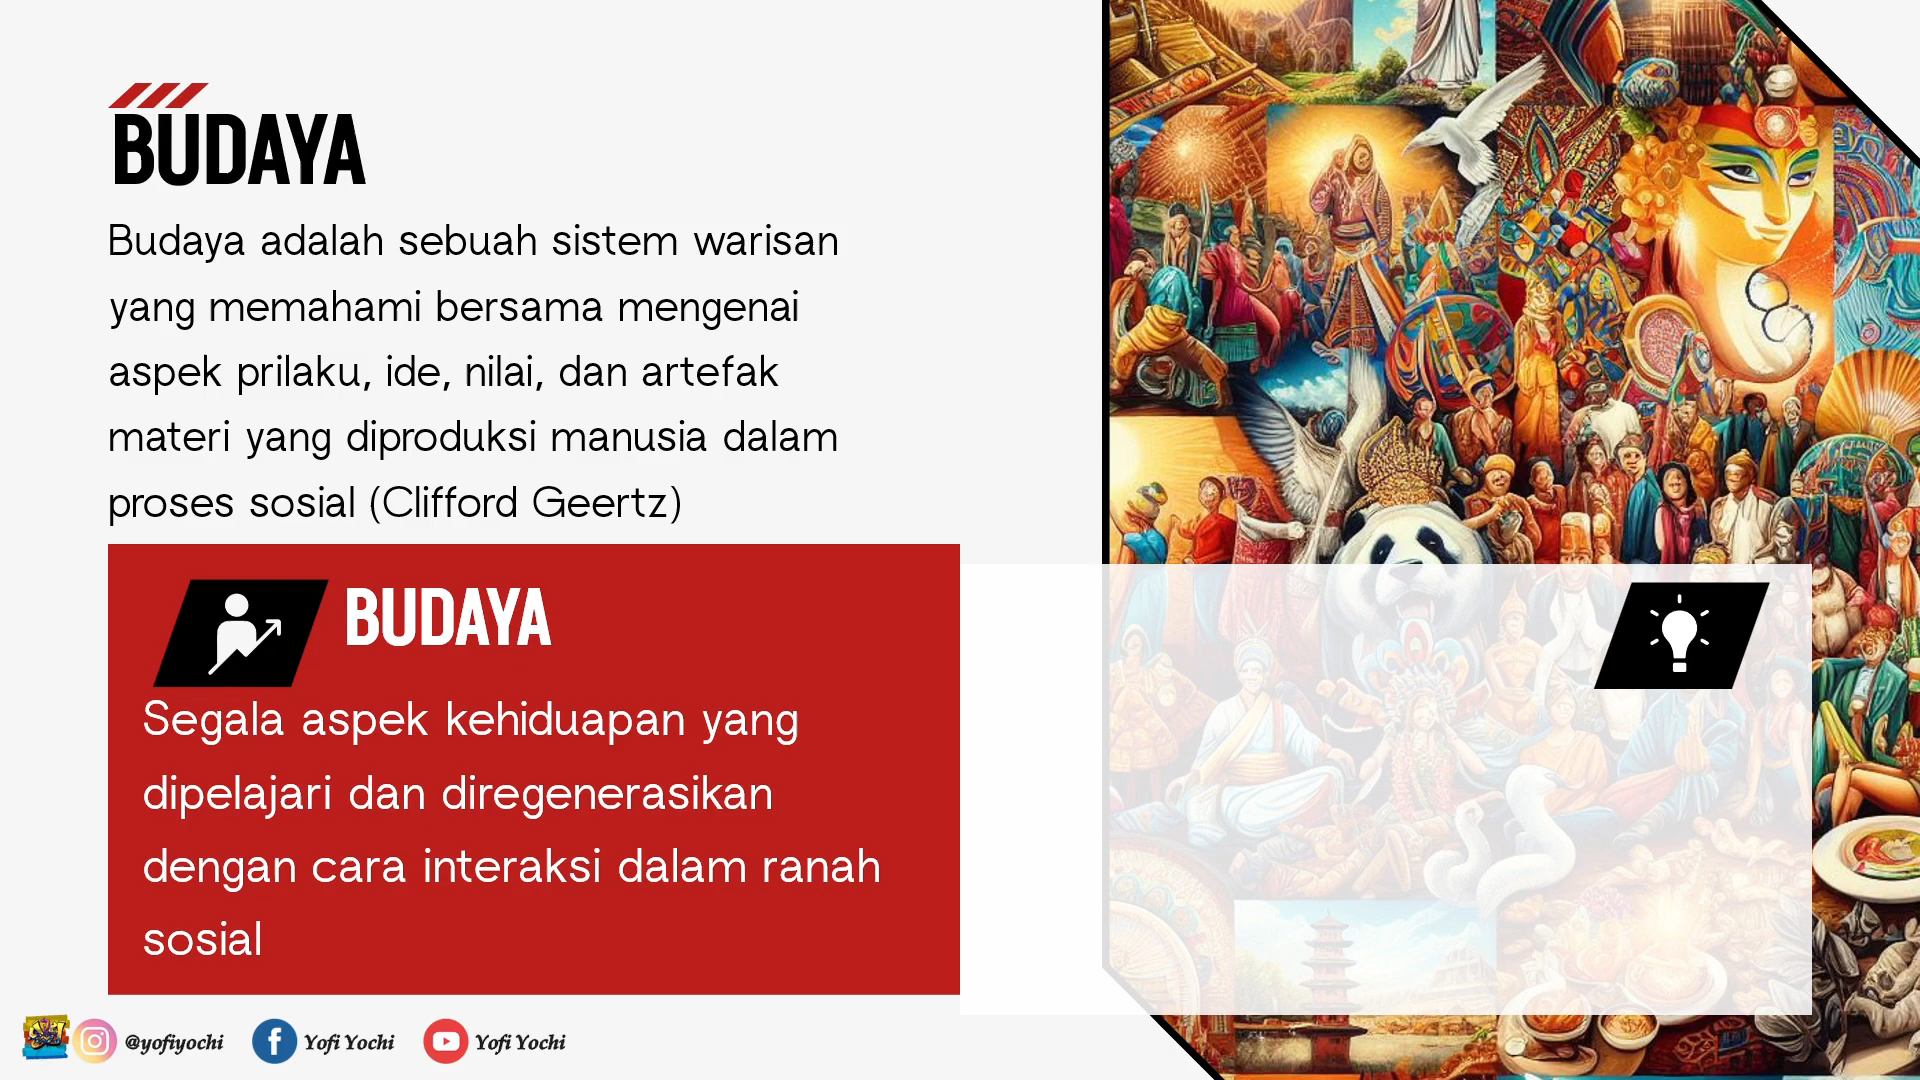 BUDAYA
Budaya adalah sebuah sistem warisan
yang memahami bersama mengenai
aspek prilaku, ide, nilai, dan artefak
materi yang diproduksi manusia dalam
proses sosial (Clifford Geertz)
BUDAYA
Segala aspek kehiduapan yang
dipelajari dan diregenerasikan
dengan cara interaksi dalam ranah
sosial
@yofiyochi Yofi Yochi Yofi Yochi